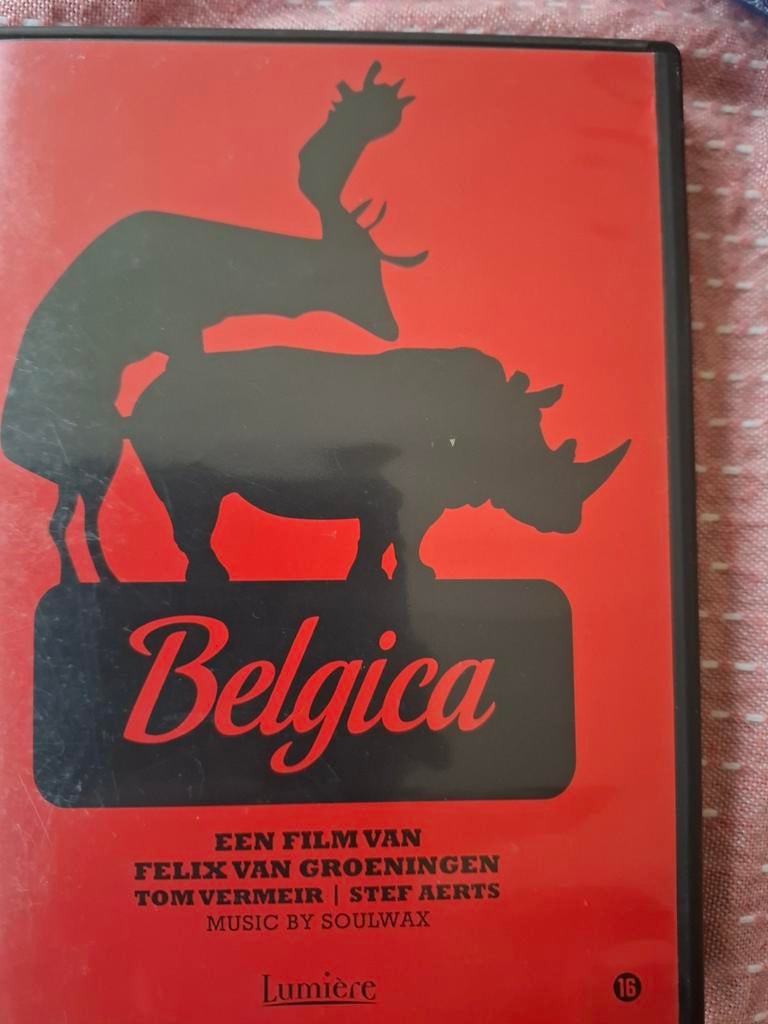 Belgica
EEN FILM VAN
FELIX VAN GROENINGEN
TOM VERMEIR | STEF AERTS
MUSIC BY SOULWAX
Lumière
16